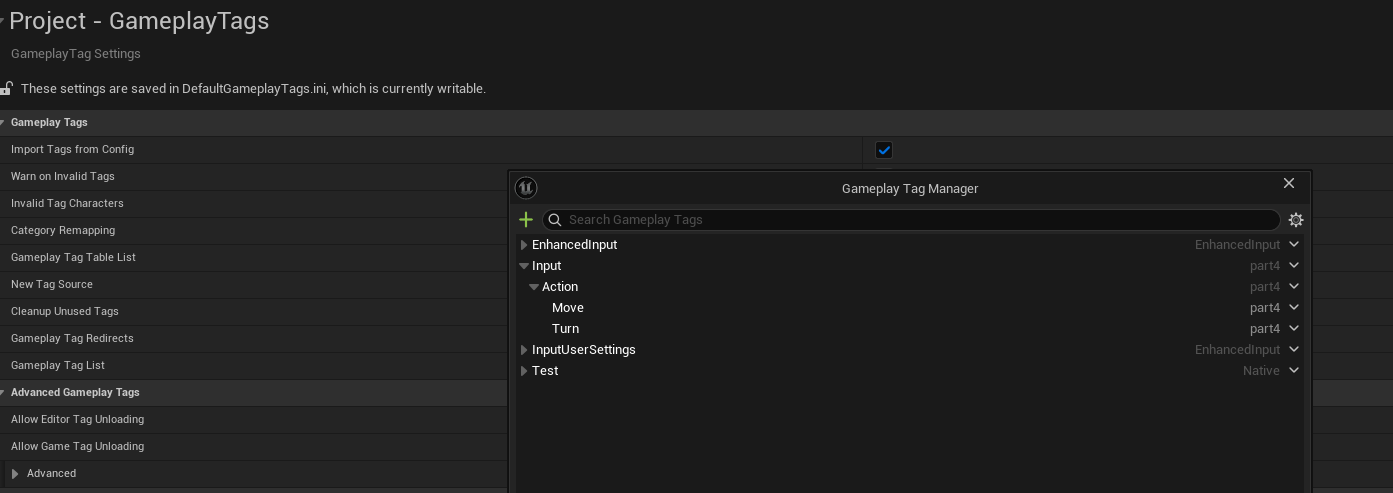 Project - GameplayTags
GameplayTag Settings
These settings are saved in DefaultGameplayTags.ini, which is currently writable.
Gameplay Tags
Import Tags from Config
Warn on Invalid Tags
Invalid Tag Characters
Category Remapping
Gameplay Tag Table List
New Tag Source
Cleanup Unused Tags
Gameplay Tag Redirects
Gameplay Tag List
Advanced Gameplay Tags
Allow Editor Tag Unloading
Allow Game Tag Unloading
Advanced
Gameplay Tag Manager
Search Gameplay Tags
EnhancedInput EnhancedInput
Input part4
Action part4
Move part4
Turn part4
InputUserSettings EnhancedInput
Test Native